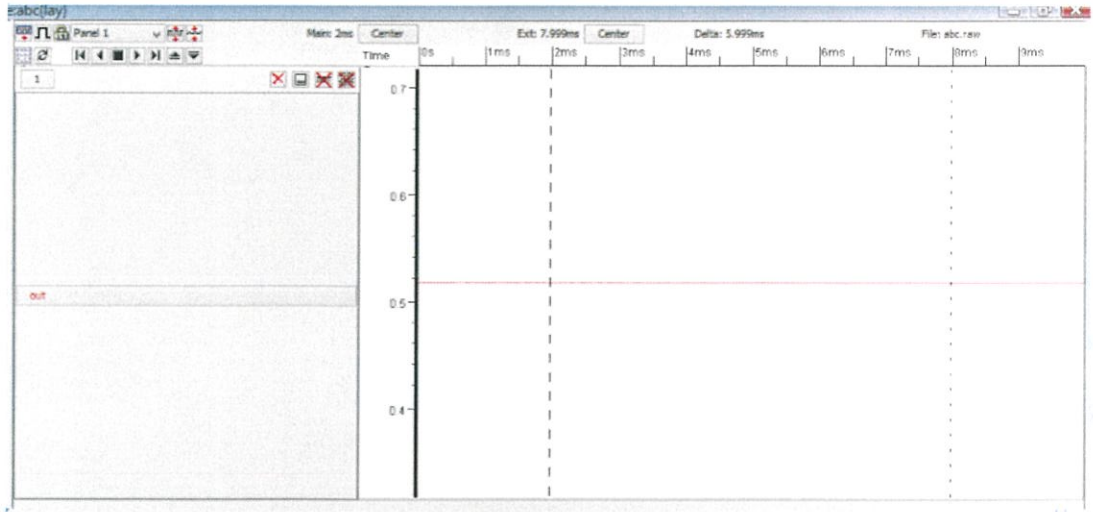 e:abc{lay}
Panel 1 Main: 2ms Center Ext: 7.999ms Center Delta: 5.999ms File: abc.raw
Time 0s 1ms 2ms 3ms 4ms 5ms 6ms 7ms 8ms 9ms
1
0.7
0.6
out
0.5
0.4